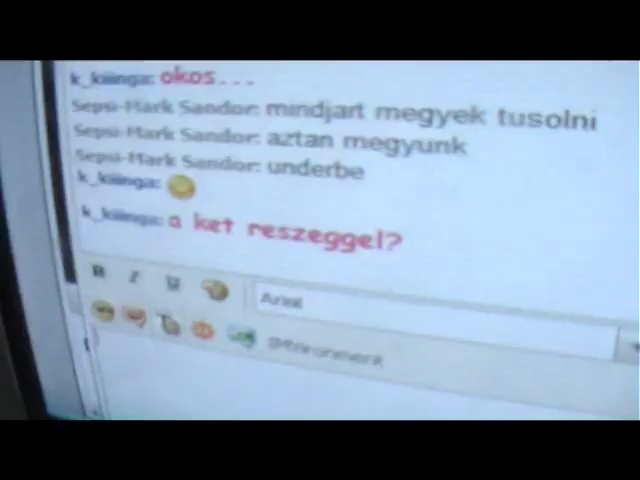 k_kiinga: okos...
Sepsi-Mark Sandor: mindjart megyek tusolni
Sepsi-Mark Sandor: aztan megyunk
Sepsi-Mark Sandor: underbe
k_kiinga:
k_kiinga: a ket reszeggel?
B I U
Arial
IMVironment